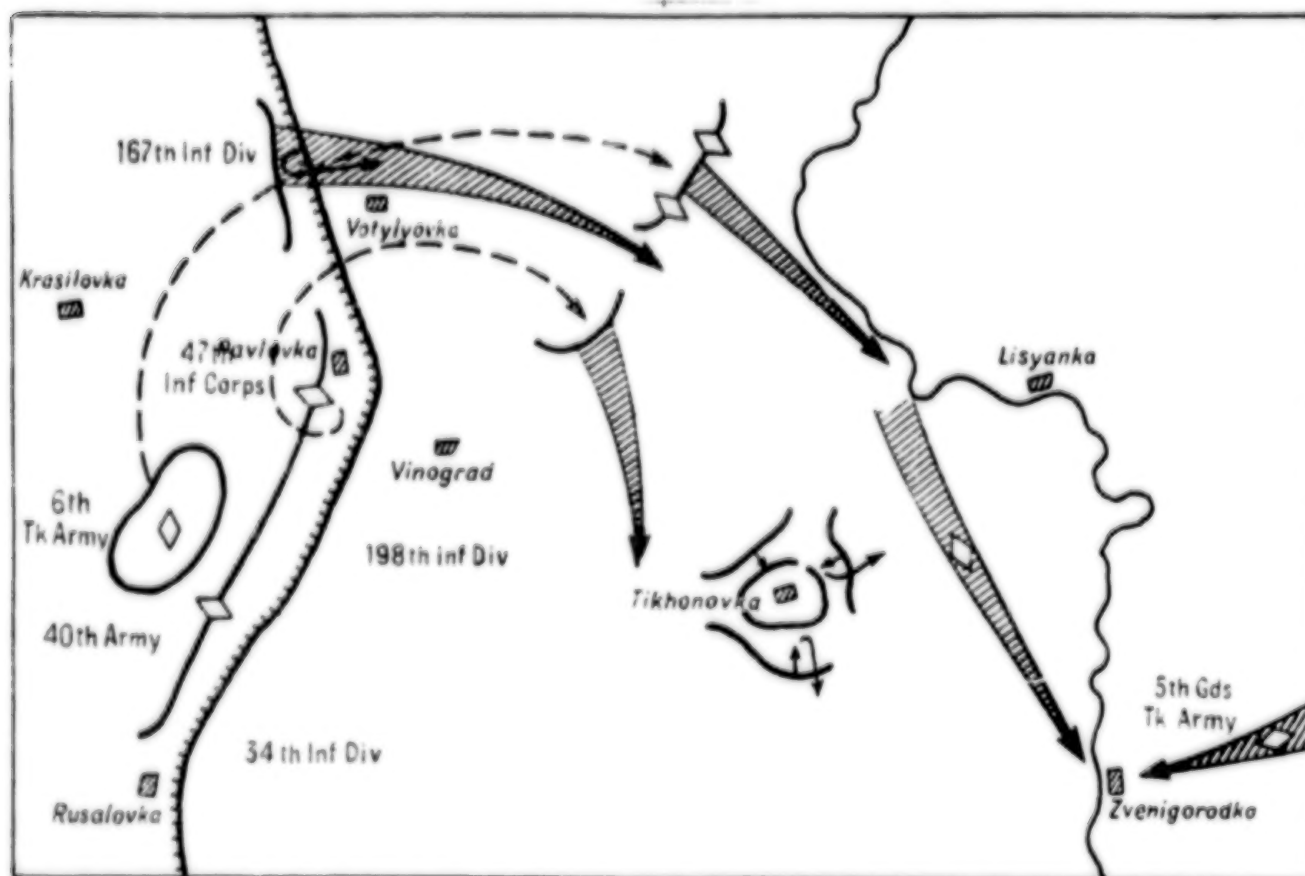 167th Inf Div
Votylyovka
Krasilovka
47th
Pavlovka
Inf Corps
Lisyanka
Vinograd
6th
Tk Army
198th inf Div
Tikhonovka
40th Army
5th Gds
Tk Army
34th Inf Div
Rusalovka
Zvenigorodka